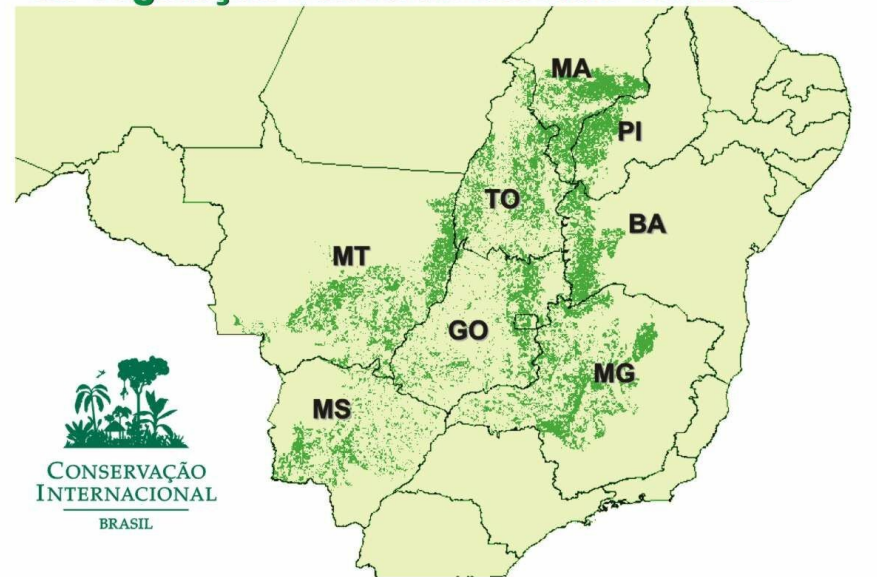 MA
PI
TO
BA
MT
GO
MG
MS
CONSERVAÇÃO
INTERNACIONAL
BRASIL